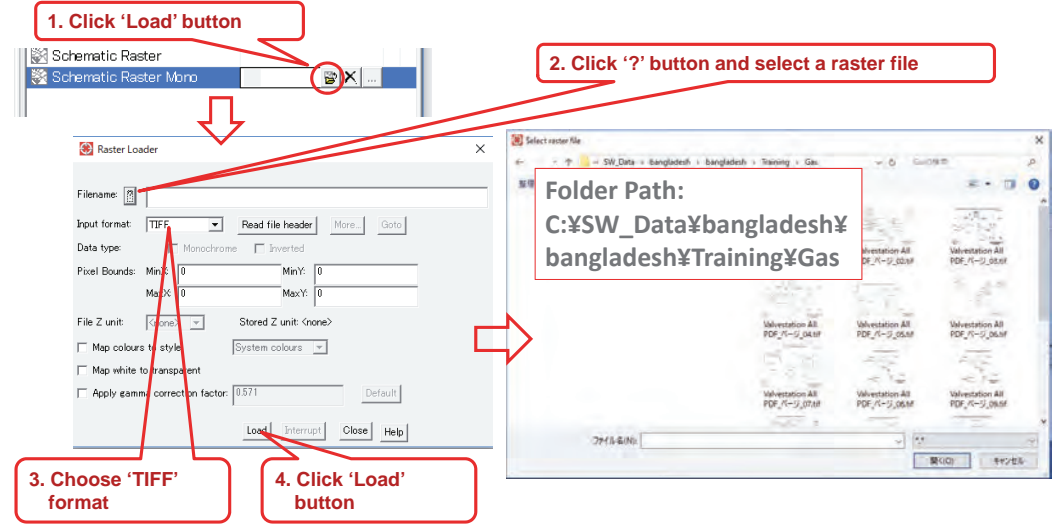 1. Click ‘Load’ button
Schematic Raster
Schematic Raster Mono
...
2. Click ‘?’ button and select a raster file
Raster Loader
Filename: ?
Input format: TIFF Read file header More... Goto
Data type: Monochrome Inverted
Pixel Bounds: MinX: 0 MinY: 0
MaxX: 0 MaxY: 0
File Z unit: <none> Stored Z unit: <none>
Map colours to style System colours
Map white to transparent
Apply gamma correction factor: 0.571 Default
Load Interrupt Close Help
3. Choose ‘TIFF’
format
4. Click ‘Load’
button
Select raster file
SW_Data › bangladesh › bangladesh › Training › Gas
Folder Path:
C:¥SW_Data¥bangladesh¥
bangladesh¥Training¥Gas
Valvestation All
PDF_ページ_02.tif
Valvestation All
PDF_ページ_03.tif
Valvestation All
PDF_ページ_04.tif
Valvestation All
PDF_ページ_05.tif
Valvestation All
PDF_ページ_06.tif
Valvestation All
PDF_ページ_07.tif
Valvestation All
PDF_ページ_08.tif
Valvestation All
PDF_ページ_09.tif
ファイル名(N):
*.*
開く(O) キャンセル